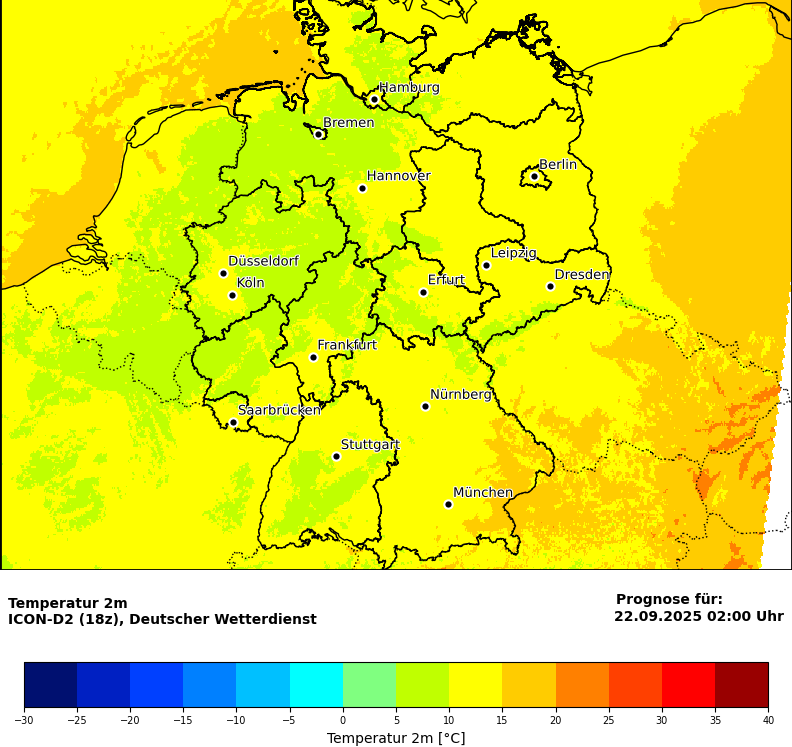 Hamburg
Bremen
Berlin
Hannover
Leipzig
Düsseldorf
Dresden
Köln
Erfurt
Frankfurt
Nürnberg
Saarbrücken
Stuttgart
München
Temperatur 2m
ICON-D2 (18z), Deutscher Wetterdienst
Prognose für:
22.09.2025 02:00 Uhr
−30 −25 −20 −15 −10 −5 0 5 10 15 20 25 30 35 40
Temperatur 2m [°C]